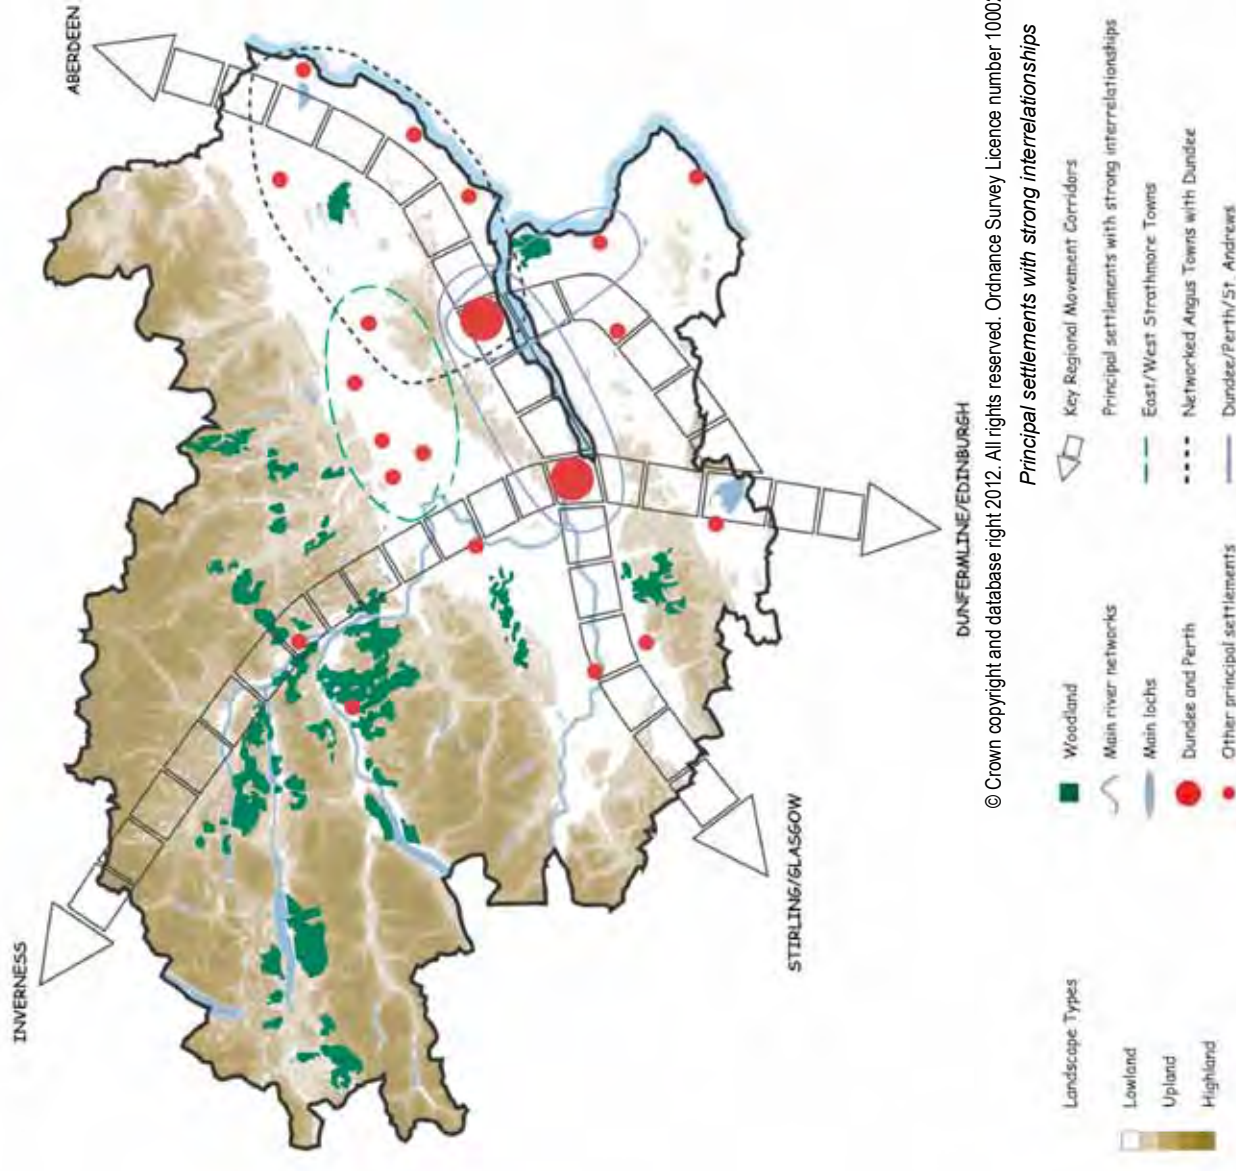 ABERDEEN
INVERNESS
STIRLING/GLASGOW
DUNFERMLINE/EDINBURGH
© Crown copyright and database right 2012. All rights reserved. Ordnance Survey Licence number
Principal settlements with strong interrelationships
Landscape Types
Lowland
Upland
Highland
Woodland
Main river networks
Main lochs
Dundee and Perth
Other principal settlements
Key Regional Movement Corridors
Principal settlements with strong interrelationships
East/West Strathmore Towns
Networked Angus Towns with Dundee
Dundee/Perth/St. Andrews